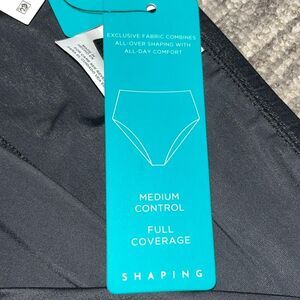 EXCLUSIVE FABRIC COMBINES
ALL-OVER SHAPING WITH
ALL-DAY COMFORT
MEDIUM
CONTROL
FULL
COVERAGE
SHAPING